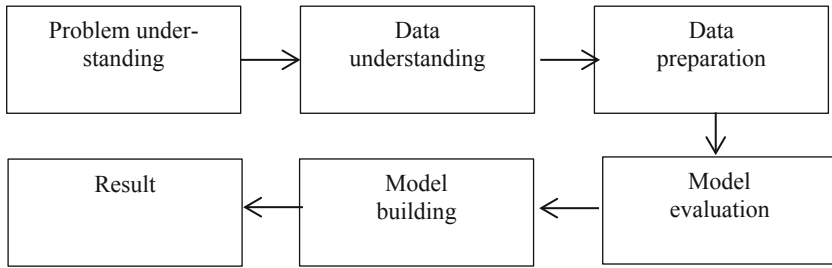 Problem under-
standing
Data
understanding
Data
preparation
Result
Model
building
Model
evaluation